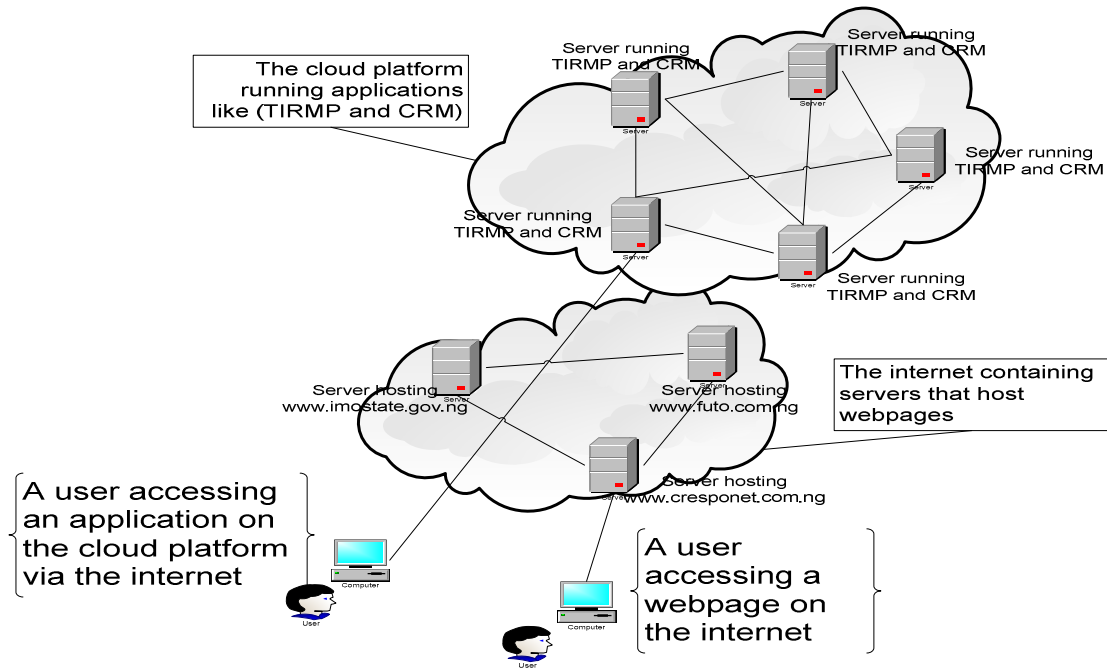 Server running
TIRMP and CRM
Server
Server running
TIRMP and CRM
Server
The cloud platform
running applications
like (TIRMP and CRM)
Server running
TIRMP and CRM
Server
Server running
TIRMP and CRM
Server
Server running
TIRMP and CRM
Server
Server hosting
www.imostate.gov.ng
Server
Server hosting
www.futo.com.ng
Server
The internet containing
servers that host
webpages
Server hosting
www.cresponet.com.ng
Server
A user accessing
an application on
the cloud platform
via the internet
Computer
User
A user
accessing a
webpage on
the internet
Computer
User